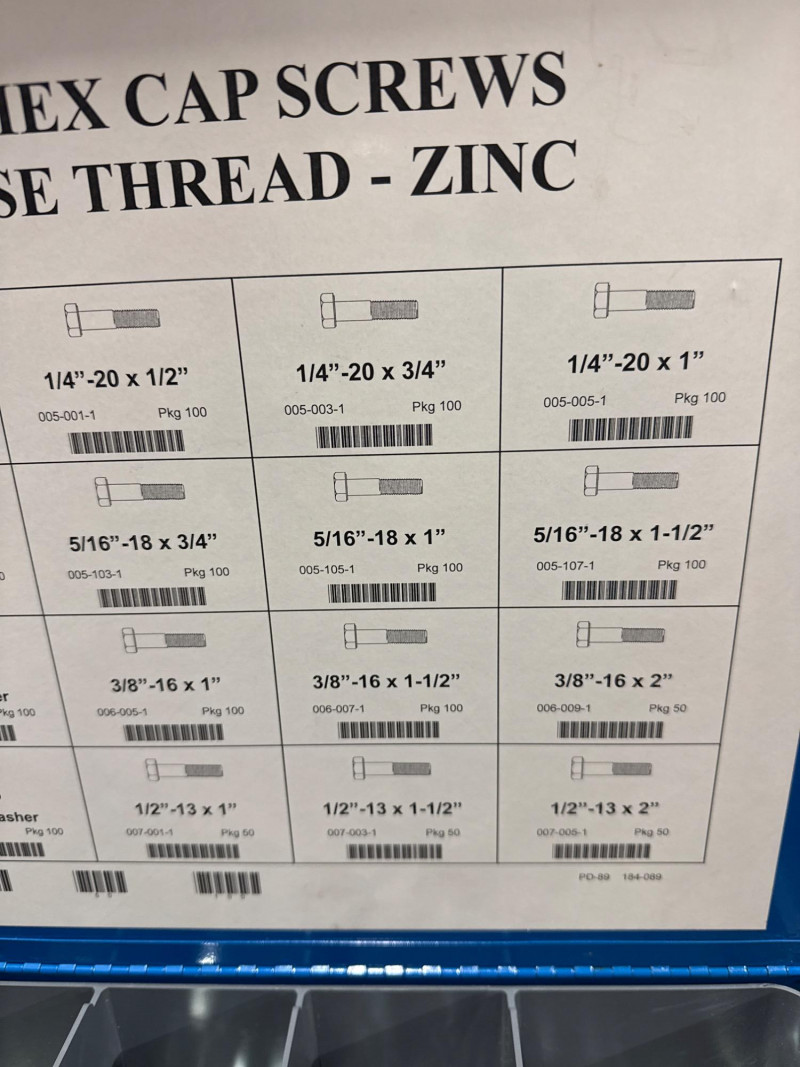 HEX CAP SCREWS
SE THREAD - ZINC
1/4”-20 x 1/2”
005-001-1 Pkg 100
1/4”-20 x 3/4”
005-003-1 Pkg 100
1/4”-20 x 1”
005-005-1 Pkg 100
5/16”-18 x 3/4”
005-103-1 Pkg 100
5/16”-18 x 1”
005-105-1 Pkg 100
5/16”-18 x 1-1/2”
005-107-1 Pkg 100
Pkg 100
3/8”-16 x 1”
006-005-1 Pkg 100
3/8”-16 x 1-1/2”
006-007-1 Pkg 100
3/8”-16 x 2”
006-009-1 Pkg 50
asher
Pkg 100
1/2”-13 x 1”
007-001-1 Pkg 50
1/2”-13 x 1-1/2”
007-003-1 Pkg 50
1/2”-13 x 2”
007-005-1 Pkg 50
PD-89 184-089